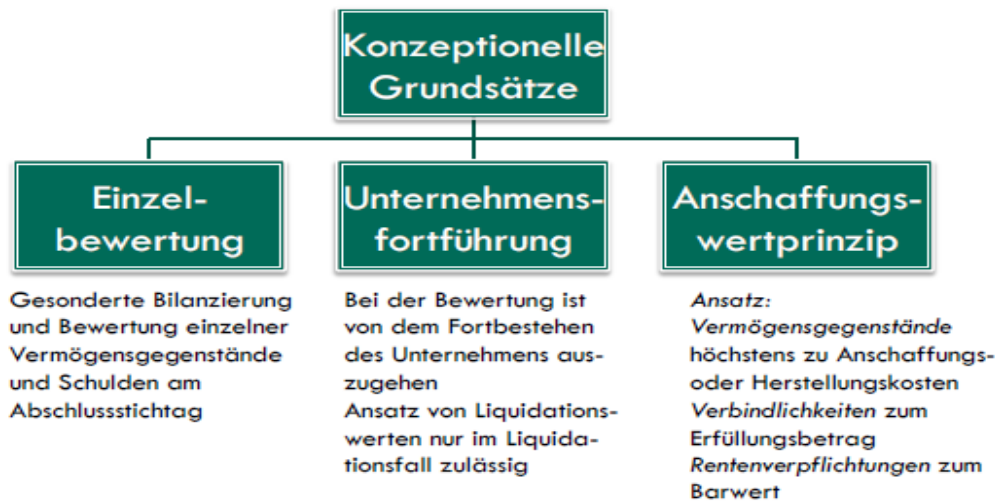 Konzeptionelle
Grundsätze
Einzel-
bewertung
Gesonderte Bilanzierung
und Bewertung einzelner
Vermögensgegenstände
und Schulden am
Abschlussstichtag
Unternehmens-
fortführung
Bei der Bewertung ist
von dem Fortbestehen
des Unternehmens aus-
zugehen
Ansatz von Liquidations-
werten nur im Liquida-
tionsfall zulässig
Anschaffungs-
wertprinzip
Ansatz:
Vermögensgegenstände
höchstens zu Anschaffungs-
oder Herstellungskosten
Verbindlichkeiten zum
Erfüllungsbetrag
Rentenverpflichtungen zum
Barwert